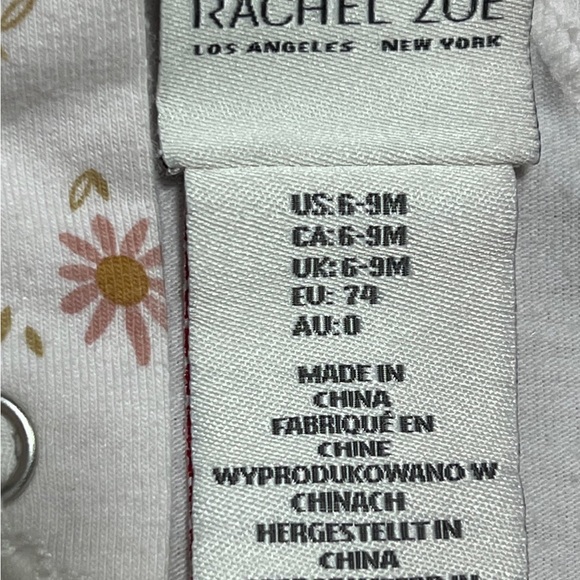 RACHEL ZOE
LOS ANGELES NEW YORK
US:6-9M
CA:6-9M
UK:6-9M
EU: 74
AU:0
MADE IN
CHINA
FABRIQUÉ EN
CHINE
WYPRODUKOWANO W
CHINACH
HERGESTELLT IN
CHINA